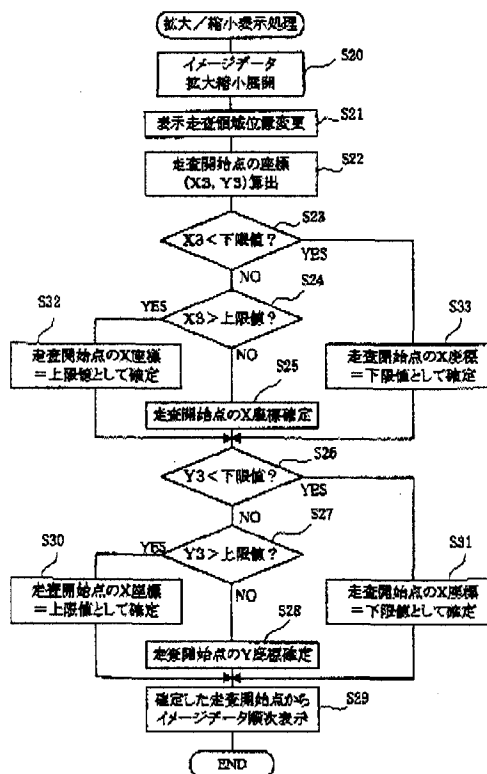 拡大／縮小表示処理
S20
イメージデータ
拡大縮小展開
S21
表示走査領域位置変更
S22
走査開始点の座標
(X3, Y3)算出
S23
X3<下限値？
YES
NO
S24
X3>上限値？
YES
NO
S32
走査開始点のX座標
=上限値として確定
S33
走査開始点のX座標
=下限値として確定
S25
走査開始点のX座標確定
S26
Y3<下限値？
YES
NO
S27
Y3>上限値？
YES
NO
S30
走査開始点のX座標
=上限値として確定
S31
走査開始点のX座標
=下限値として確定
S28
走査開始点のY座標確定
S29
確定した走査開始点から
イメージデータ順次表示
END